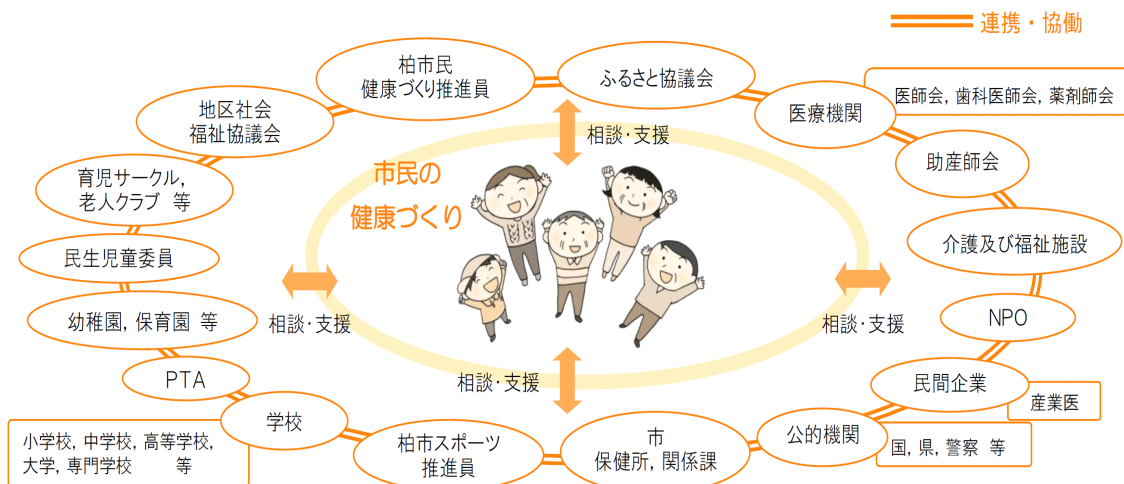 連携・協働
柏市民
健康づくり推進員
ふるさと協議会
医療機関
医師会, 歯科医師会, 薬剤師会
助産師会
介護及び福祉施設
NPO
民間企業
産業医
公的機関
国, 県, 警察 等
市
保健所, 関係課
柏市スポーツ
推進員
学校
小学校, 中学校, 高等学校,
大学, 専門学校 等
PTA
幼稚園, 保育園 等
民生児童委員
育児サークル,
老人クラブ 等
地区社会
福祉協議会
市民の
健康づくり
相談・支援
相談・支援
相談・支援
相談・支援